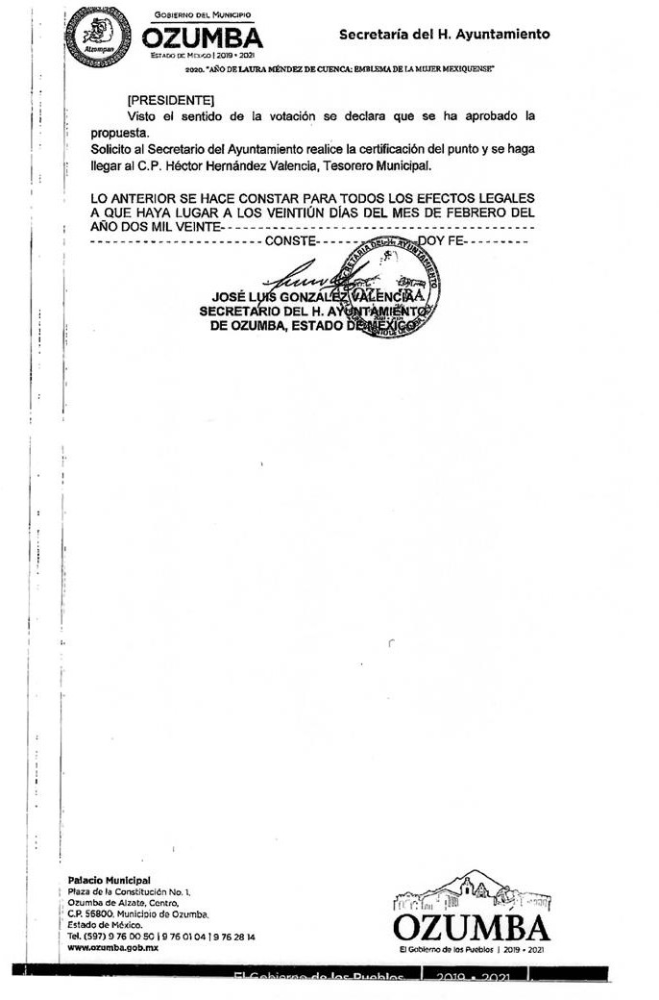 GOBIERNO DEL MUNICIPIO
OZUMBA
ESTADO DE MÉXICO | 2019 • 2021
Atzompan
Secretaría del H. Ayuntamiento
2020. "AÑO DE LAURA MÉNDEZ DE CUENCA; EMBLEMA DE LA MUJER MEXIQUENSE"
[PRESIDENTE]
Visto el sentido de la votación se declara que se ha aprobado la
propuesta.
Solicito al Secretario del Ayuntamiento realice la certificación del punto y se haga
llegar al C.P. Héctor Hernández Valencia, Tesorero Municipal.
LO ANTERIOR SE HACE CONSTAR PARA TODOS LOS EFECTOS LEGALES
A QUE HAYA LUGAR A LOS VEINTIÚN DÍAS DEL MES DE FEBRERO DEL
AÑO DOS MIL VEINTE- - - - - - - - - - - - - - - - - - - - - - - - - - - - - - - - - - - - - - - - -
- - - - - - - - - - - - - - - - - - - - - - - CONSTE- - - - - - - - - - - - - -DOY FE- - - - - - - - -
SECRETARIA DEL H. AYUNTAMIENTO
OZUMBA
JOSÉ LUIS GONZÁLEZ VALENCIA
SECRETARIO DEL H. AYUNTAMIENTO
DE OZUMBA, ESTADO DE MÉXICO
Palacio Municipal
Plaza de la Constitución No. 1,
Ozumba de Alzate, Centro,
C.P. 56800, Municipio de Ozumba,
Estado de México.
Tel. (597) 9 76 00 50 | 9 76 01 04 | 9 76 28 14
www.ozumba.gob.mx
OZUMBA
El Gobierno de los Pueblos | 2019 • 2021
El Gobierno de los Pueblos | 2019 • 2021